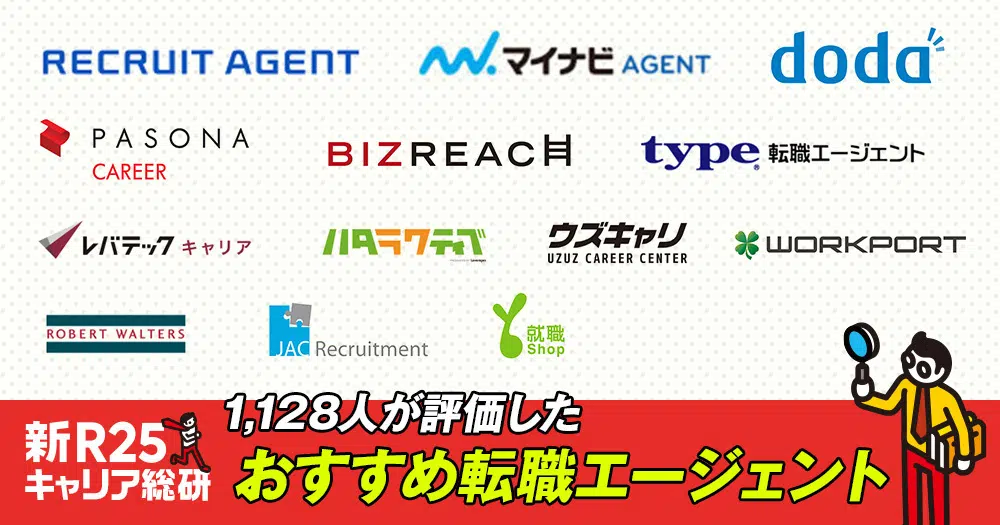 RECRUIT AGENT
マイナビ AGENT
doda
PASONA
CAREER
BIZREACH
type® 転職エージェント
レバテック キャリア
ハタラクティブ
ウズキャリ
UZUZ CAREER CENTER
WORKPORT
ROBERT WALTERS
JAC Recruitment
就職
Shop
新R25
キャリア総研
1,128人が評価した
おすすめ転職エージェント